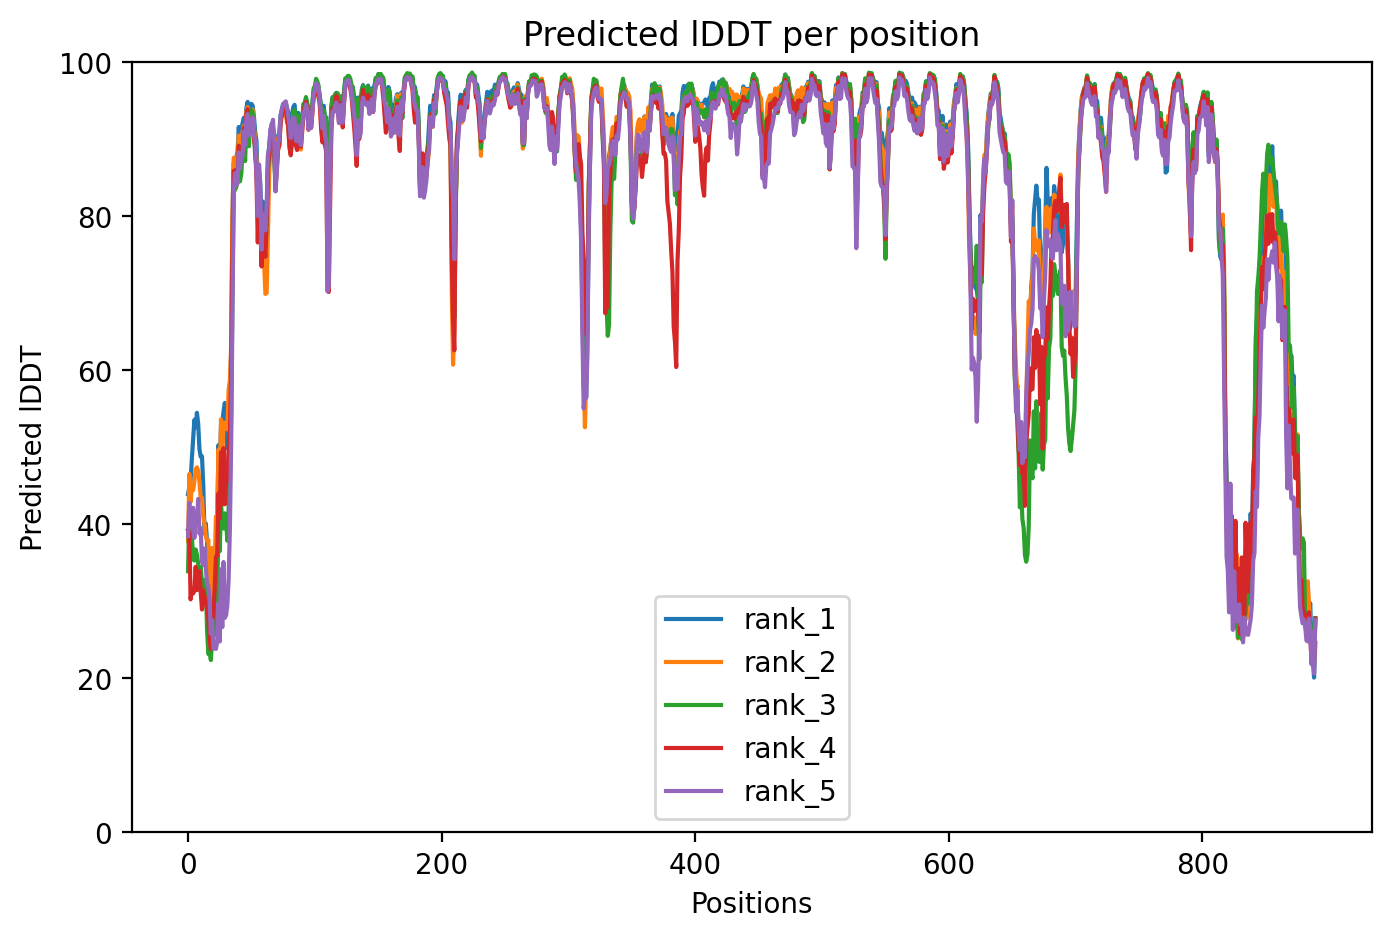 Predicted lDDT per position
Predicted lDDT
100
80
60
40
20
0
rank_1
rank_2
rank_3
rank_4
rank_5
0 200 400 600 800
Positions